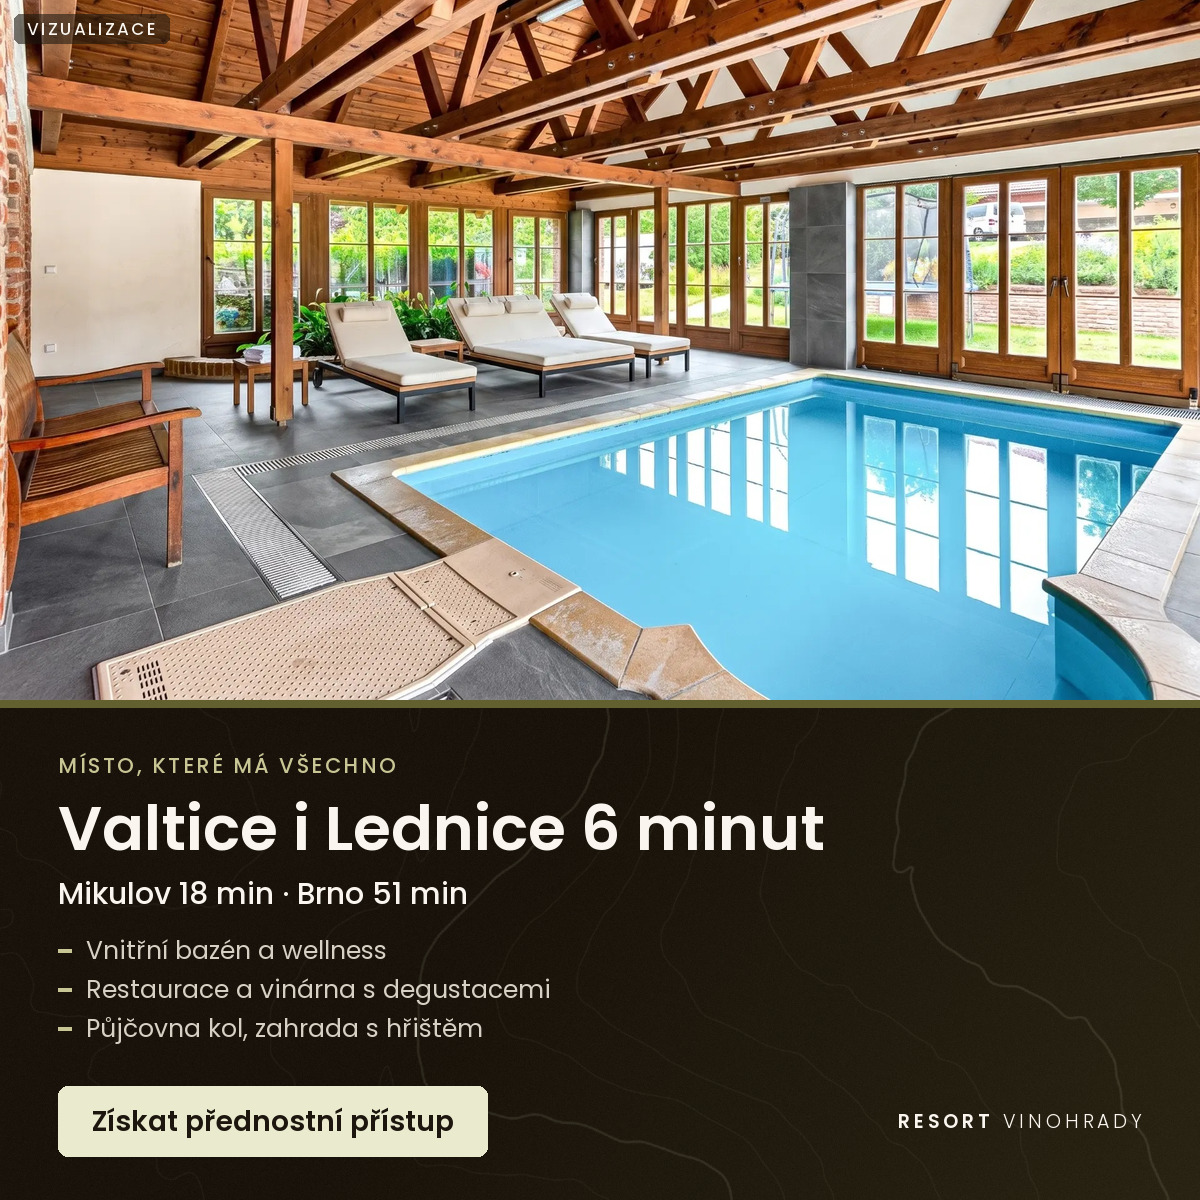 VIZUALIZACE
MÍSTO, KTERÉ MÁ VŠECHNO
Valtice i Lednice 6 minut
Mikulov 18 min · Brno 51 min
– Vnitřní bazén a wellness
– Restaurace a vinárna s degustacemi
– Půjčovna kol, zahrada s hřištěm
Získat přednostní přístup
RESORT VINOHRADY